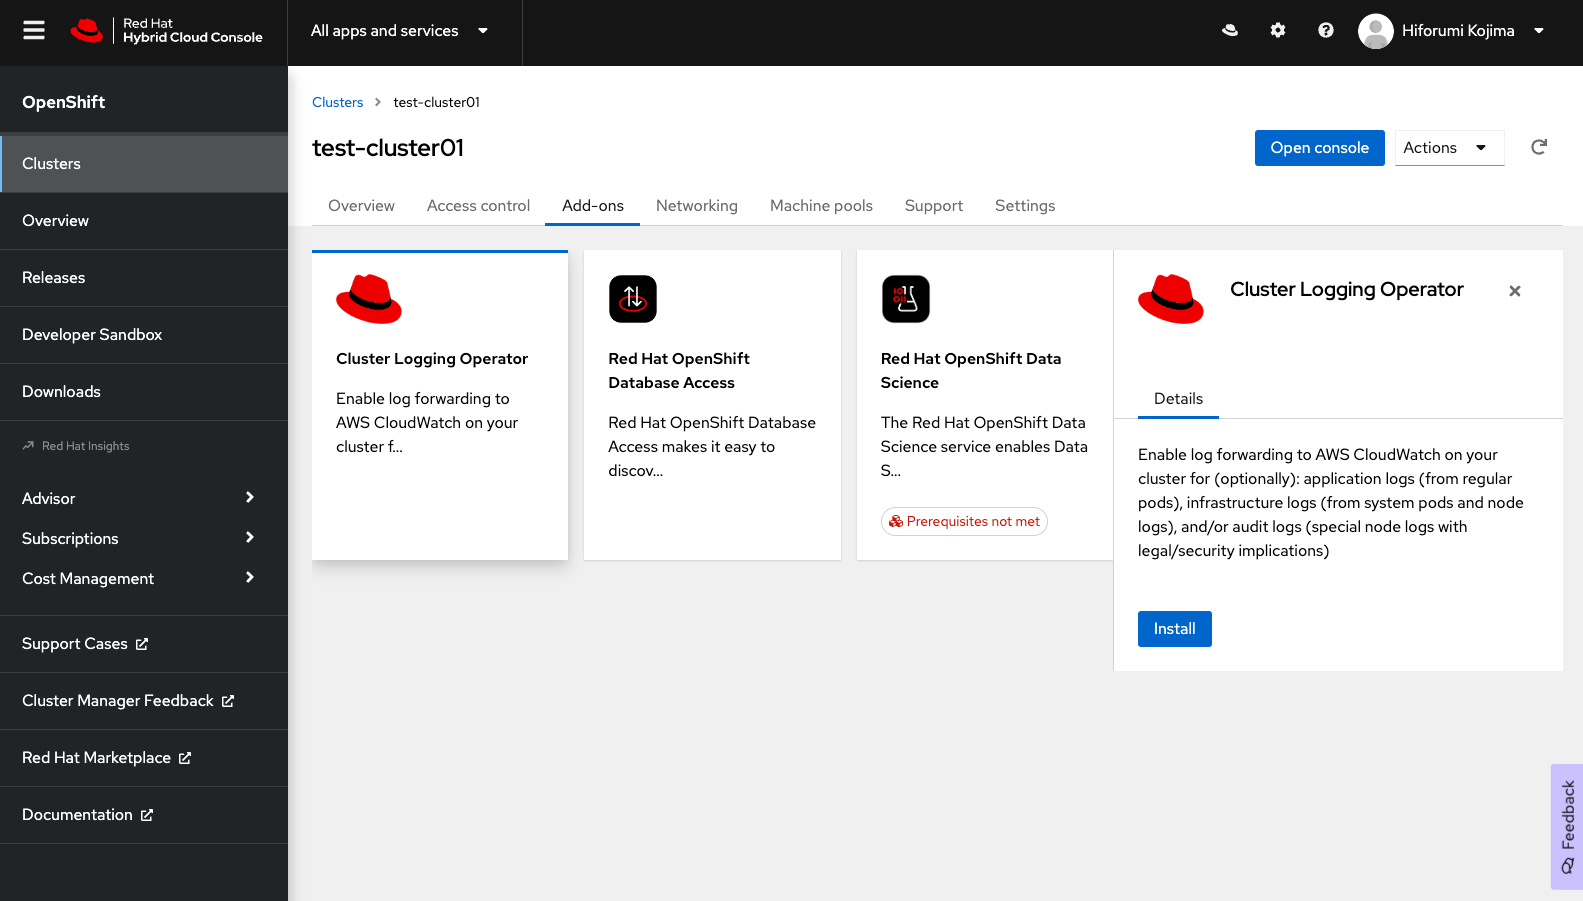 Red Hat
Hybrid Cloud Console
All apps and services
Hiforumi Kojima
OpenShift
Clusters
Overview
Releases
Developer Sandbox
Downloads
Red Hat Insights
Advisor
Subscriptions
Cost Management
Support Cases
Cluster Manager Feedback
Red Hat Marketplace
Documentation
Clusters > test-cluster01
test-cluster01
Open console
Actions
Overview Access control Add-ons Networking Machine pools Support Settings
Cluster Logging Operator
Enable log forwarding to
AWS CloudWatch on your
cluster f...
Red Hat OpenShift
Database Access
Red Hat OpenShift Database
Access makes it easy to
discov...
Red Hat OpenShift Data
Science
The Red Hat OpenShift Data
Science service enables Data
S...
Prerequisites not met
Cluster Logging Operator
Details
Enable log forwarding to AWS CloudWatch on your
cluster for (optionally): application logs (from regular
pods), infrastructure logs (from system pods and node
logs), and/or audit logs (special node logs with
legal/security implications)
Install
Feedback